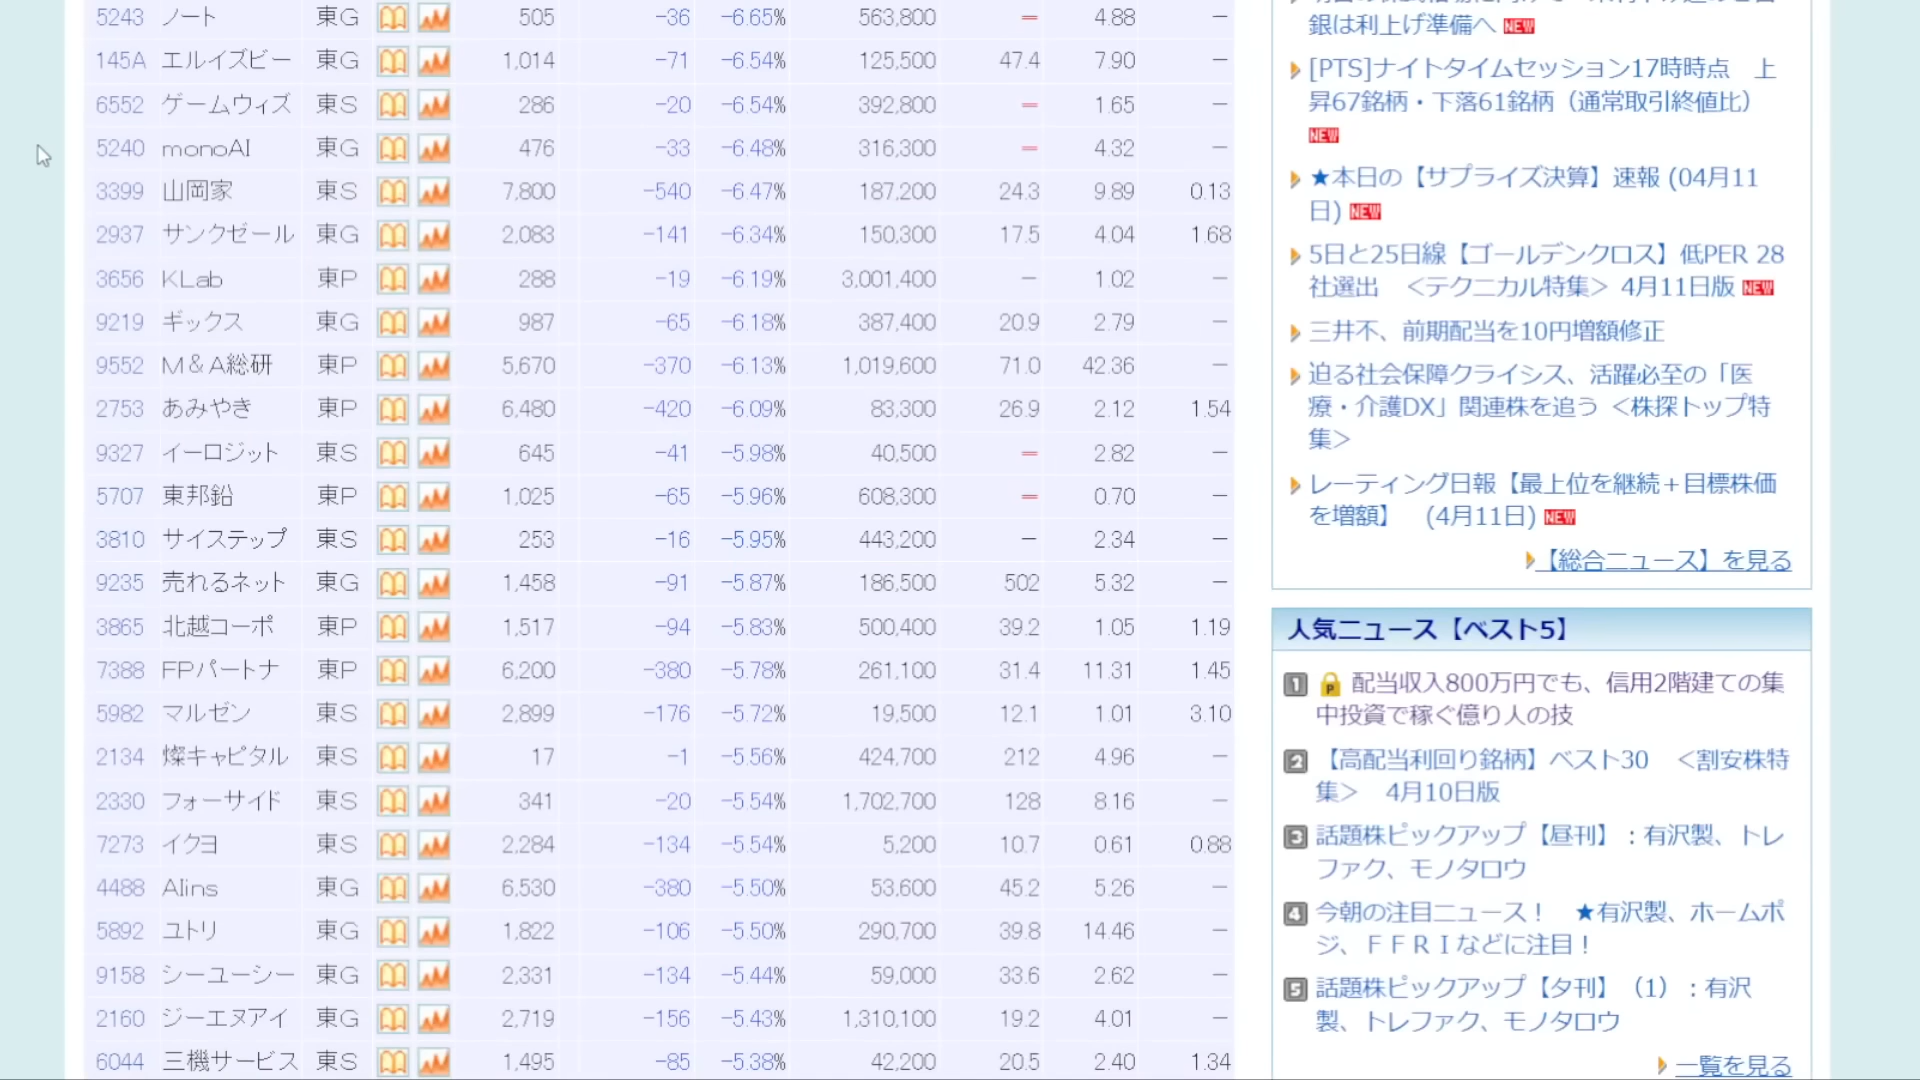 5243 ノート 東G 505 −36 −6.65% 563,800 － 4.88 －
145A エルイズビー 東G 1,014 −71 −6.54% 125,500 47.4 7.90 －
6552 ゲームウィズ 東S 286 −20 −6.54% 392,800 － 1.65 －
5240 monoAI 東G 476 −33 −6.48% 316,300 － 4.32 －
3399 山岡家 東S 7,800 −540 −6.47% 187,200 24.3 9.89 0.13
2937 サンクゼール 東G 2,083 −141 −6.34% 150,300 17.5 4.04 1.68
3656 KLab 東P 288 −19 −6.19% 3,001,400 － 1.02 －
9219 ギックス 東G 987 −65 −6.18% 387,400 20.9 2.79 －
9552 M＆A総研 東P 5,670 −370 −6.13% 1,019,600 71.0 42.36 －
2753 あみやき 東P 6,480 −420 −6.09% 83,300 26.9 2.12 1.54
9327 イーロジット 東S 645 −41 −5.98% 40,500 － 2.82 －
5707 東邦鉛 東P 1,025 −65 −5.96% 608,300 － 0.70 －
3810 サイステップ 東S 253 −16 −5.95% 443,200 － 2.34 －
9235 売れるネット 東G 1,458 −91 −5.87% 186,500 502 5.32 －
3865 北越コーポ 東P 1,517 −94 −5.83% 500,400 39.2 1.05 1.19
7388 FPパートナ 東P 6,200 −380 −5.78% 261,100 31.4 11.31 1.45
5982 マルゼン 東S 2,899 −176 −5.72% 19,500 12.1 1.01 3.10
2134 燦キャピタル 東S 17 −1 −5.56% 424,700 212 4.96 －
2330 フォーサイド 東S 341 −20 −5.54% 1,702,700 128 8.16 －
7273 イクヨ 東S 2,284 −134 −5.54% 5,200 10.7 0.61 0.88
4488 AIins 東G 6,530 −380 −5.50% 53,600 45.2 5.26 －
5892 ユトリ 東G 1,822 −106 −5.50% 290,700 39.8 14.46 －
9158 シーユーシー 東G 2,331 −134 −5.44% 59,000 33.6 2.62 －
2160 ジーエヌアイ 東G 2,719 −156 −5.43% 1,310,100 19.2 4.01 －
6044 三機サービス 東S 1,495 −85 −5.38% 42,200 20.5 2.40 1.34
銀は利上げ準備へ NEW
[PTS]ナイトタイムセッション17時時点　上
昇67銘柄・下落61銘柄（通常取引終値比）
NEW
★本日の【サプライズ決算】速報 (04月11
日) NEW
5日と25日線【ゴールデンクロス】低PER 28
社選出　＜テクニカル特集＞ 4月11日版 NEW
三井不、前期配当を10円増額修正
迫る社会保障クライシス、活躍必至の「医
療・介護DX」関連株を追う ＜株探トップ特
集＞
レーティング日報【最上位を継続＋目標株価
を増額】　(4月11日) NEW
【総合ニュース】を見る
人気ニュース【ベスト5】
1 P 配当収入800万円でも、信用2階建ての集
中投資で稼ぐ億り人の技
2 【高配当利回り銘柄】ベスト30　＜割安株特
集＞　4月10日版
3 話題株ピックアップ【昼刊】：有沢製、トレ
ファク、モノタロウ
4 今朝の注目ニュース！　★有沢製、ホームポ
ジ、ＦＦＲＩなどに注目！
5 話題株ピックアップ【夕刊】（1）：有沢
製、トレファク、モノタロウ
一覧を見る